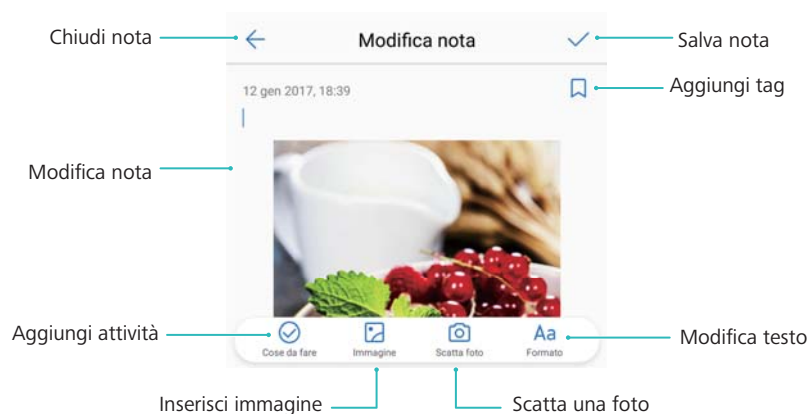 Chiudi nota
Modifica nota
Salva nota
12 gen 2017, 18:39
Aggiungi tag
Modifica nota
Aggiungi attività
Cose da fare
Immagine
Scatta foto
Aa
Formato
Modifica testo
Inserisci immagine
Scatta una foto